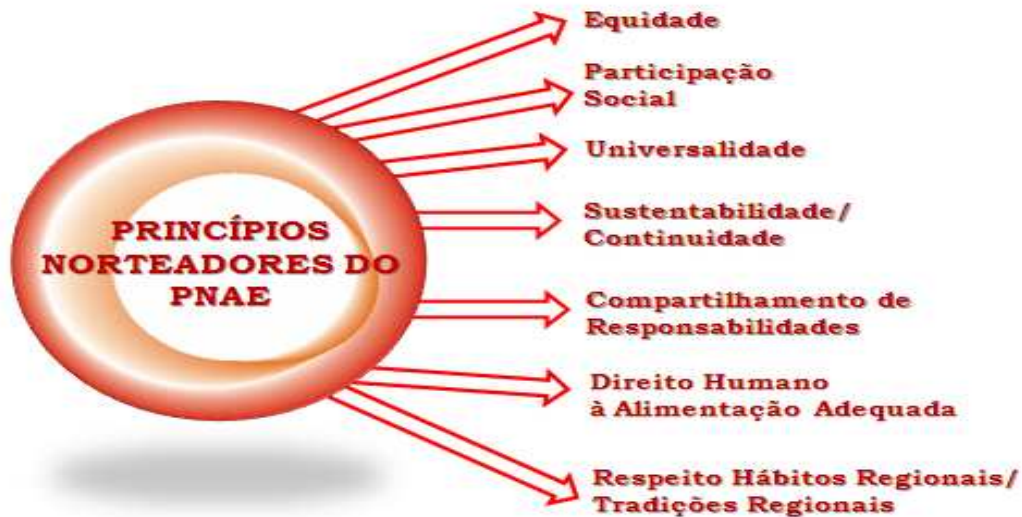 PRINCÍPIOS
NORTEADORES DO
PNAE
Equidade
Participação
Social
Universalidade
Sustentabilidade/
Continuidade
Compartilhamento de
Responsabilidades
Direito Humano
à Alimentação Adequada
Respeito Hábitos Regionais/
Tradições Regionais